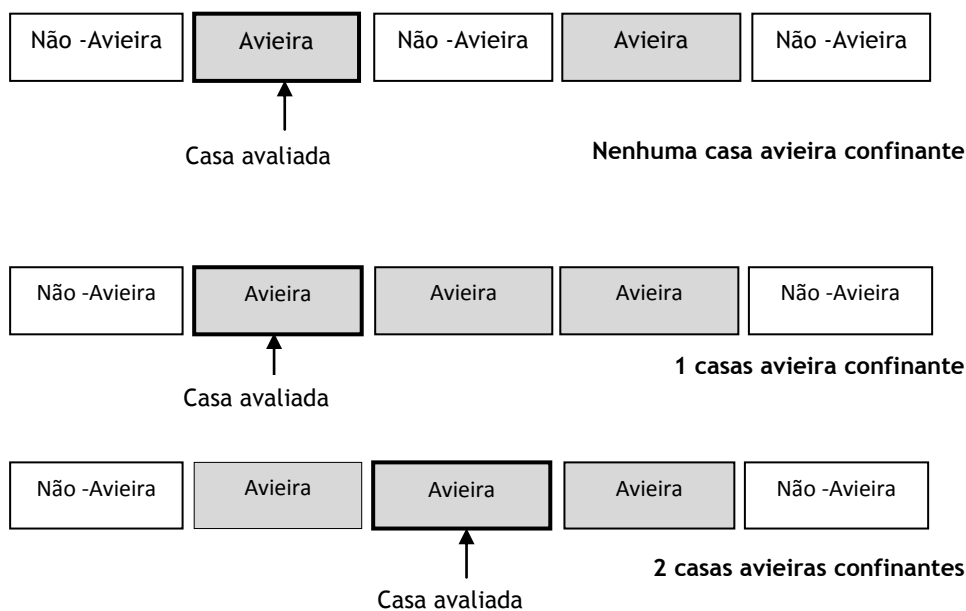 Não -Avieira Avieira Não -Avieira Avieira Não -Avieira
Casa avaliada
Nenhuma casa avieira confinante
Não -Avieira Avieira Avieira Avieira Não -Avieira
1 casas avieira confinante
Casa avaliada
Não -Avieira Avieira Avieira Avieira Não -Avieira
2 casas avieiras confinantes
Casa avaliada